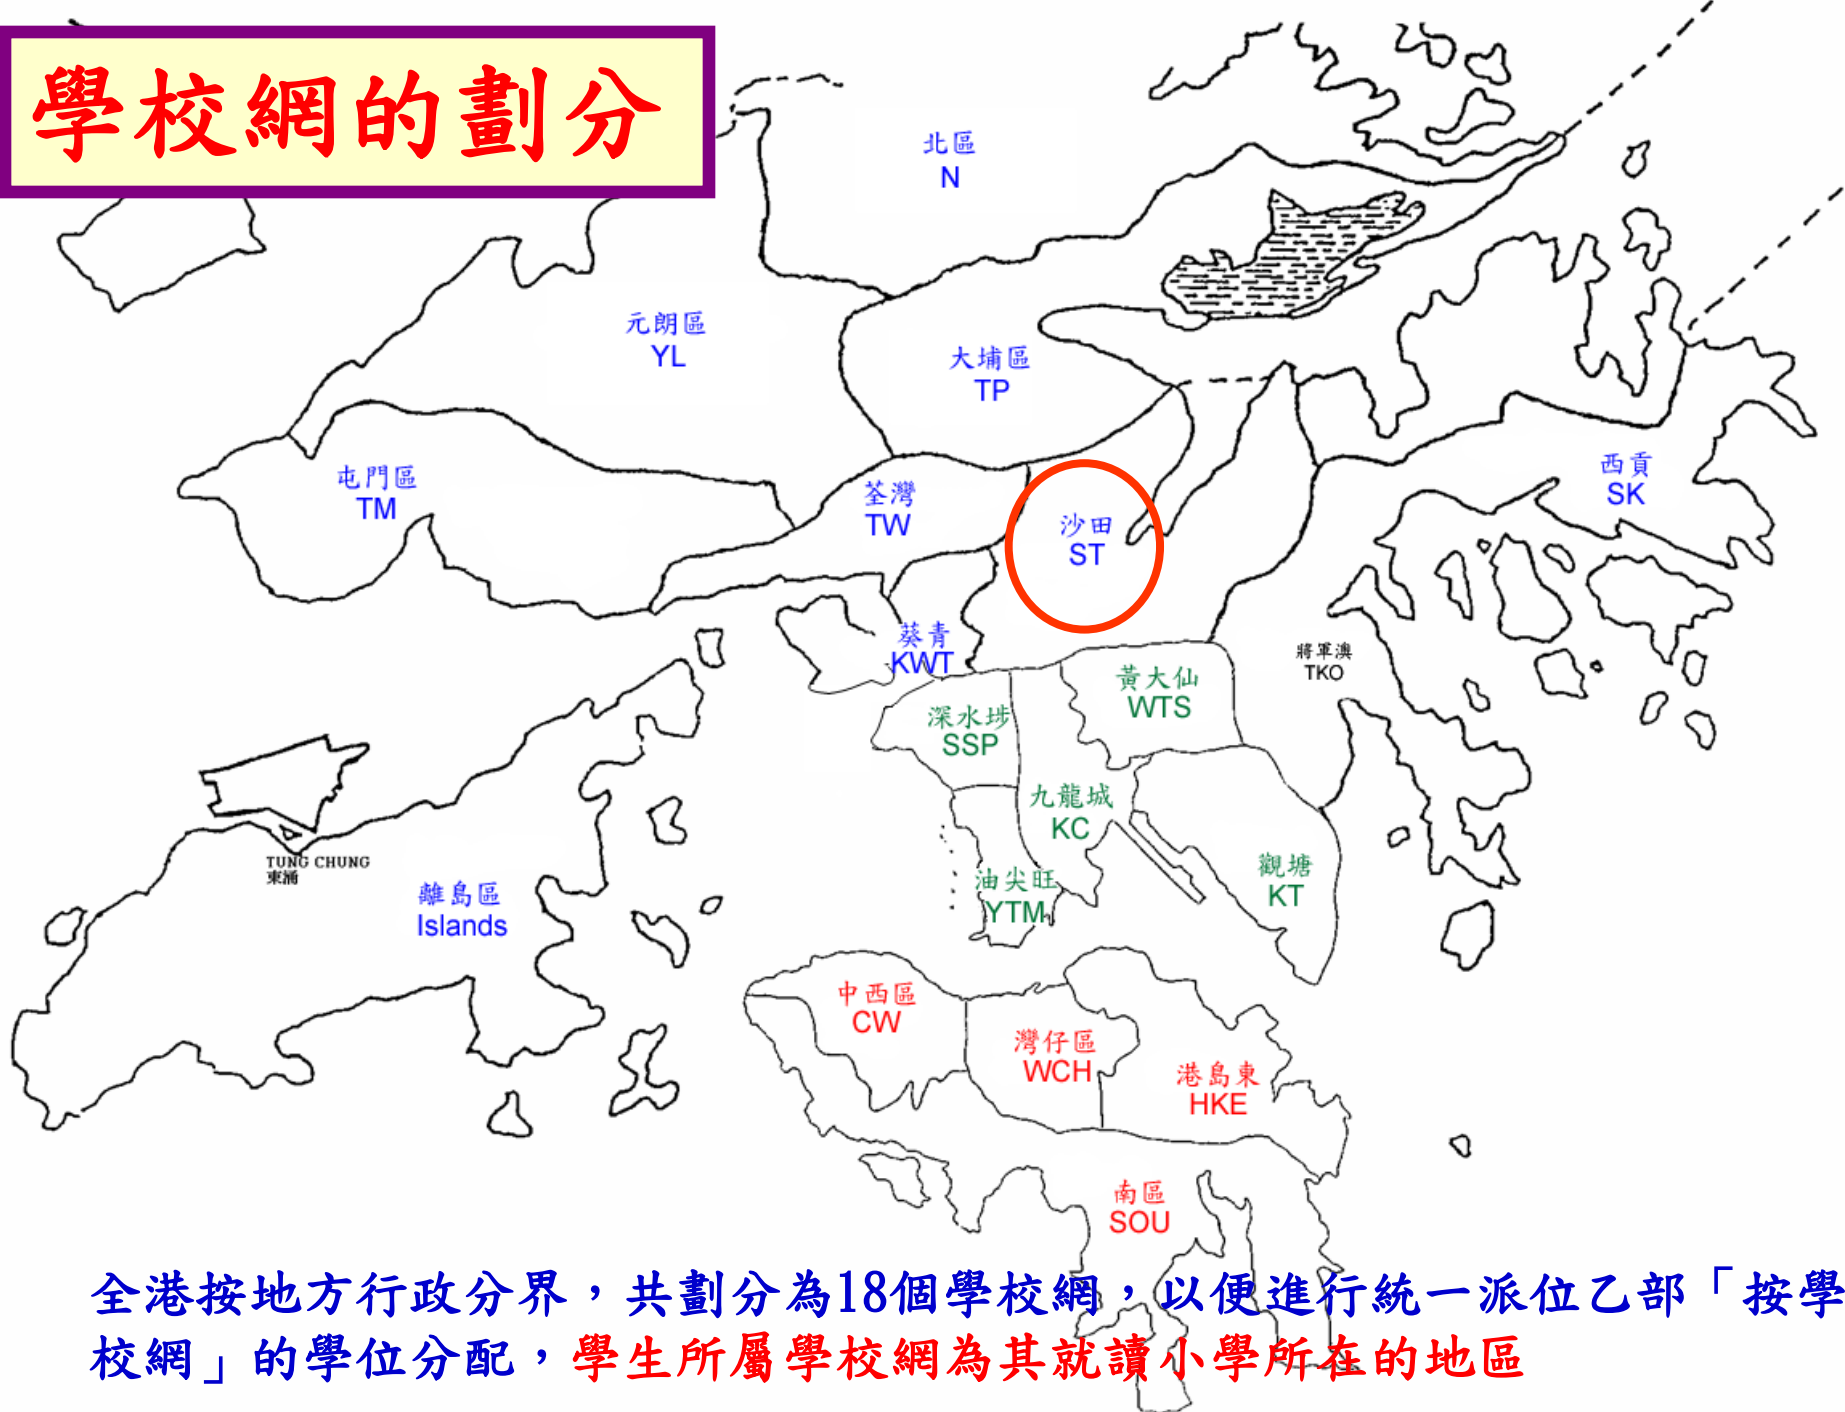 學校網的劃分
北區
N
元朗區
YL
大埔區
TP
屯門區
TM
荃灣
TW
沙田
ST
西貢
SK
葵青
KWT
將軍澳
TKO
黃大仙
WTS
深水埗
SSP
九龍城
KC
TUNG CHUNG
東涌
離島區
Islands
油尖旺
YTM
觀塘
KT
中西區
CW
灣仔區
WCH
港島東
HKE
南區
SOU
全港按地方行政分界，共劃分為18個學校網，以便進行統一派位乙部「按學
校網」的學位分配，學生所屬學校網為其就讀小學所在的地區